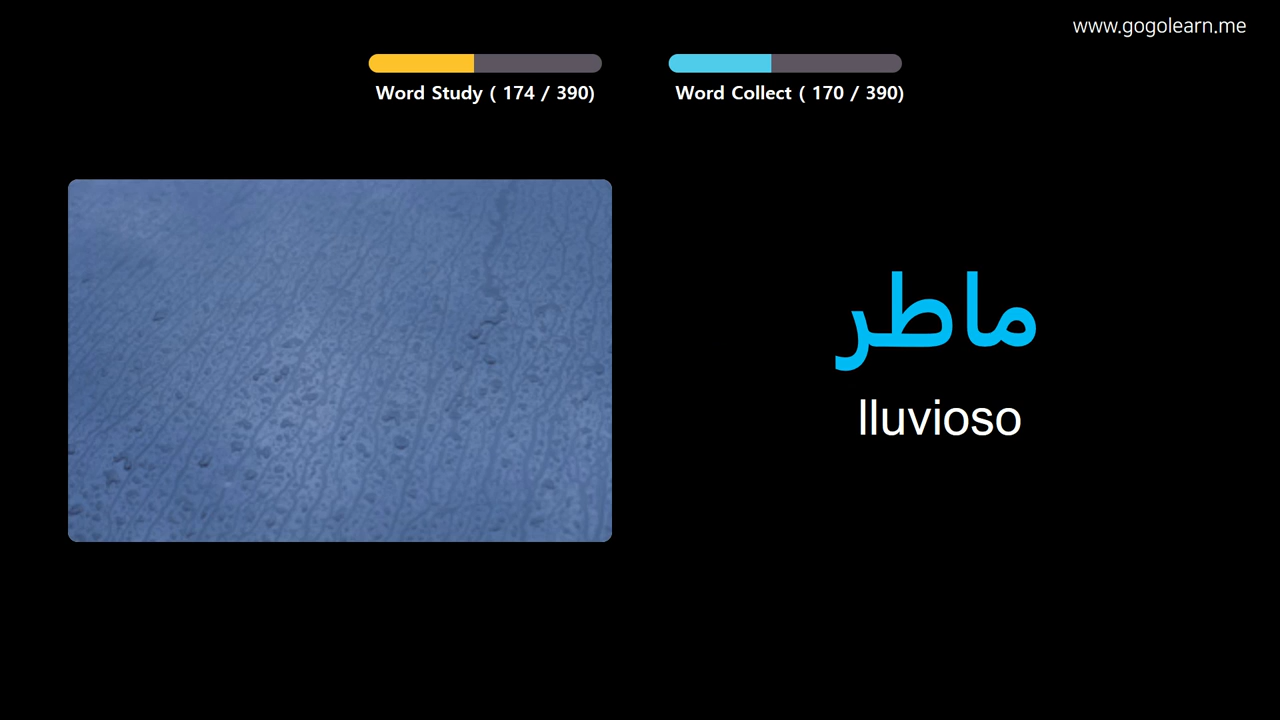 www.gogolearn.me
Word Study ( 174 / 390)
Word Collect ( 170 / 390)
ماطر
lluvioso